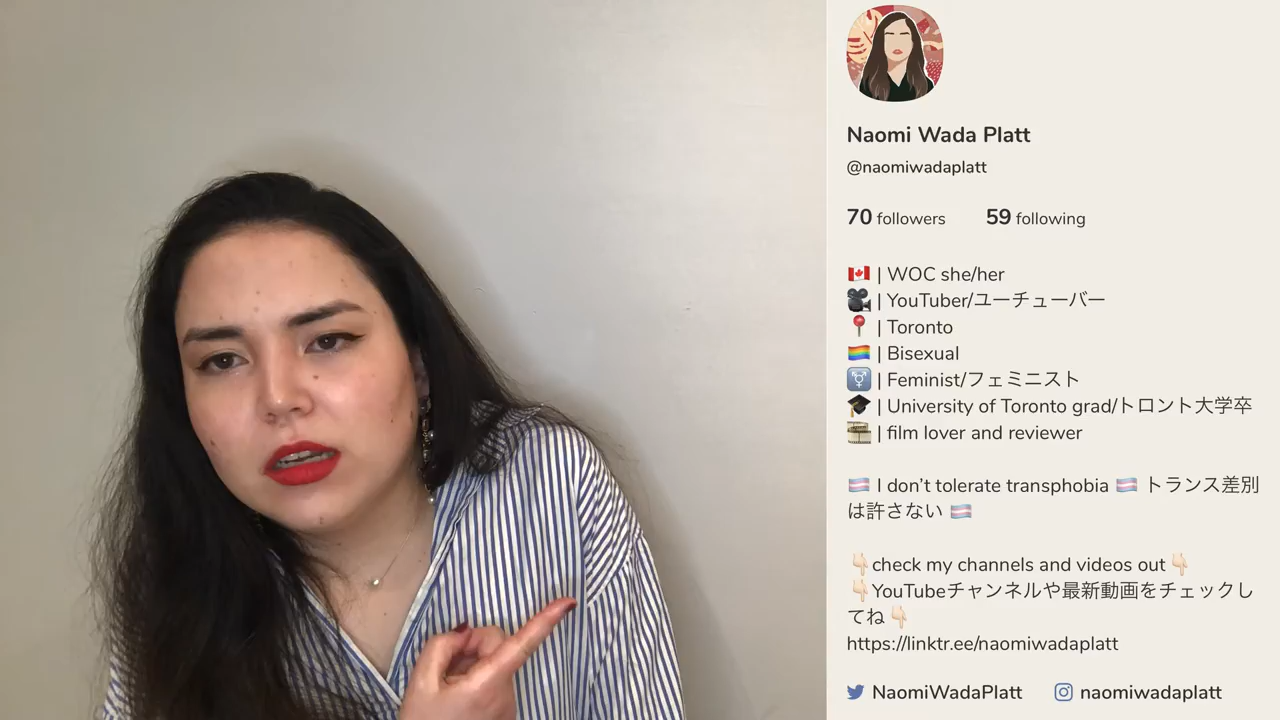 Naomi Wada Platt
@naomiwadaplatt
70 followers 59 following
🇨🇦 | WOC she/her
🎥 | YouTuber/ユーチューバー
📍 | Toronto
🏳️‍🌈 | Bisexual
⚧ | Feminist/フェミニスト
🎓 | University of Toronto grad/トロント大学卒
🎞 | film lover and reviewer
🏳️‍⚧️ I don’t tolerate transphobia 🏳️‍⚧️ トランス差別
は許さない 🏳️‍⚧️
👇🏻check my channels and videos out👇🏻
👇🏻YouTubeチャンネルや最新動画をチェックし
てね👇🏻
https://linktr.ee/naomiwadaplatt
NaomiWadaPlatt naomiwadaplatt